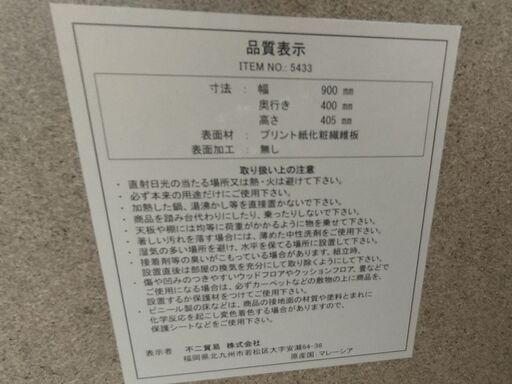 品質表示
ITEM NO.: 5433
寸法 : 幅 900 ㎜
奥行き 400 ㎜
高さ 405 ㎜
表面材 : プリント紙化粧繊維板
表面加工 : 無し
取り扱い上の注意
・ 直射日光の当たる場所又は熱・火は避けて下さい。
・ 必ず本来の用途だけにご使用下さい。
・ 加熱した鍋、湯沸かし等を直接置かないで下さい。
・ 商品を踏み台代わりにしたり、乗ったりしないで下さい。
・ 天板や棚には均等に荷重がかかるように物を乗せて下さい。
・ 著しい汚れを落す場合には、薄めた中性洗剤をご使用下さい。
・ 湿気の多い場所を避け、水平を保てる場所に設置して下さい。
・ 接着剤等の臭いがこもっている場合があります。組立時、
設置直後は部屋の換気を充分にして取り除くようにして下さい。
・ 傷や凹みのつきやすいウッドフロアやクッションフロア、畳などで
ご使用になる場合は、必ずカーペットなどの敷物の上に商品を、
設置するか保護材をつけてご使用下さい。
・ ビニール製の床などは、商品の接地面の材質や塗料とまれに
化学反応を起こし変色着色する場合がありますので、
保護シートなどをご使用下さい。
表示者 不二貿易 株式会社
福岡県北九州市若松区大字安瀬64-36
原産国 マレーシア